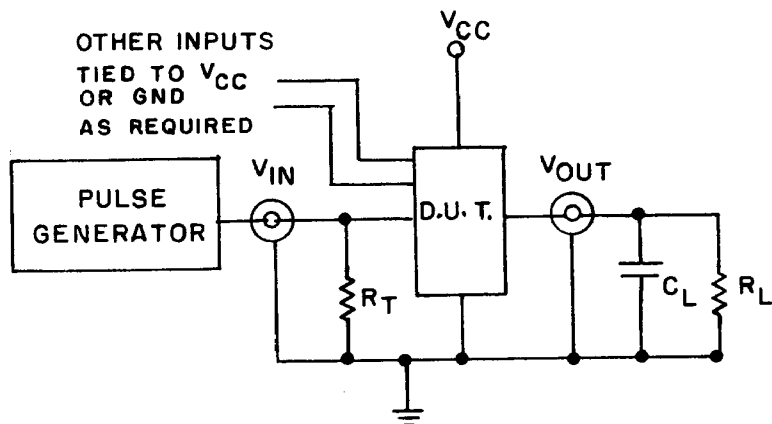 OTHER INPUTS
TIED TO VCC
OR GND
AS REQUIRED
VCC
PULSE
GENERATOR
VIN
D.U.T.
VOUT
RT
CL
RL